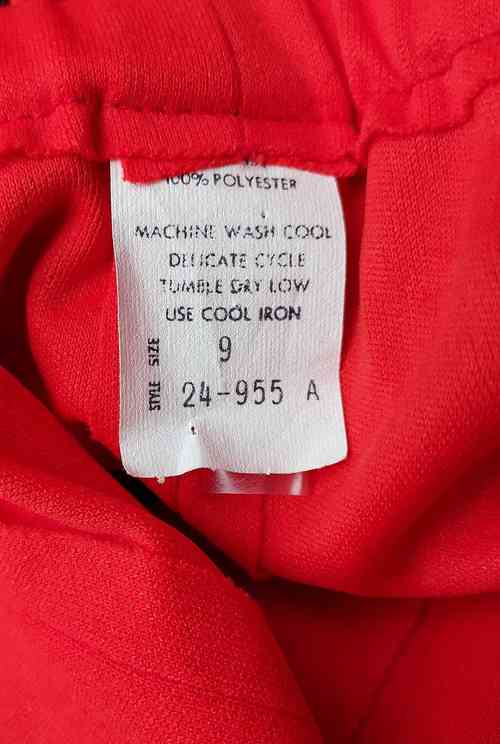 100% POLYESTER
MACHINE WASH COOL
DELICATE CYCLE
TUMBLE DRY LOW
USE COOL IRON
SIZE 9
STYLE 24-955 A